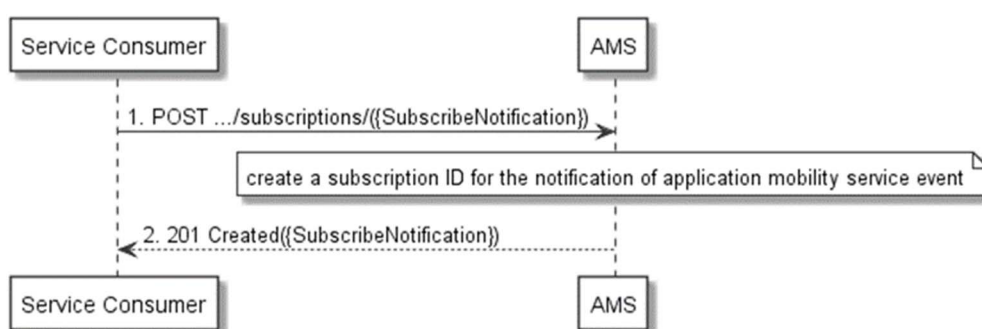 Service Consumer
AMS
1. POST .../subscriptions/({SubscribeNotification})
create a subscription ID for the notification of application mobility service event
2. 201 Created({SubscribeNotification})
Service Consumer
AMS